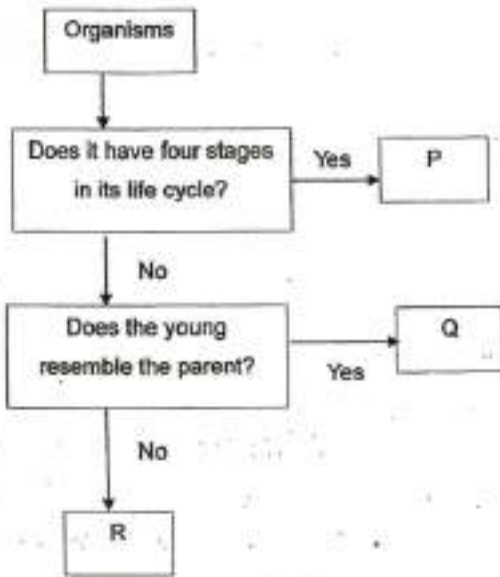 Organisms
Does it have four stages
in its life cycle?
Yes
P
No
Does the young
resemble the parent?
Yes
Q
No
R